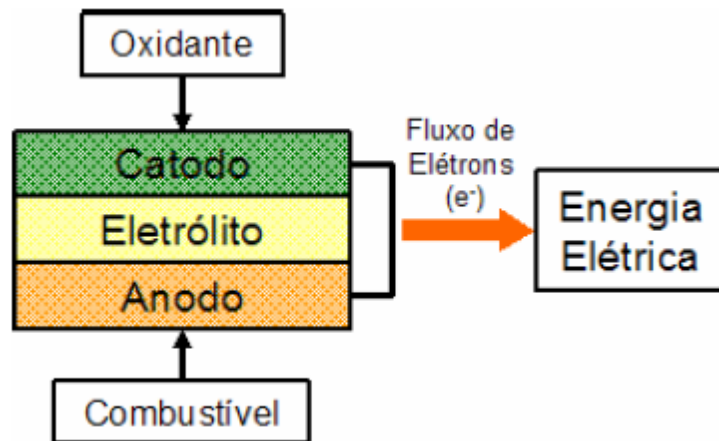 Oxidante
Catodo
Eletrólito
Anodo
Combustível
Fluxo de
Elétrons
(e-)
Energia
Elétrica